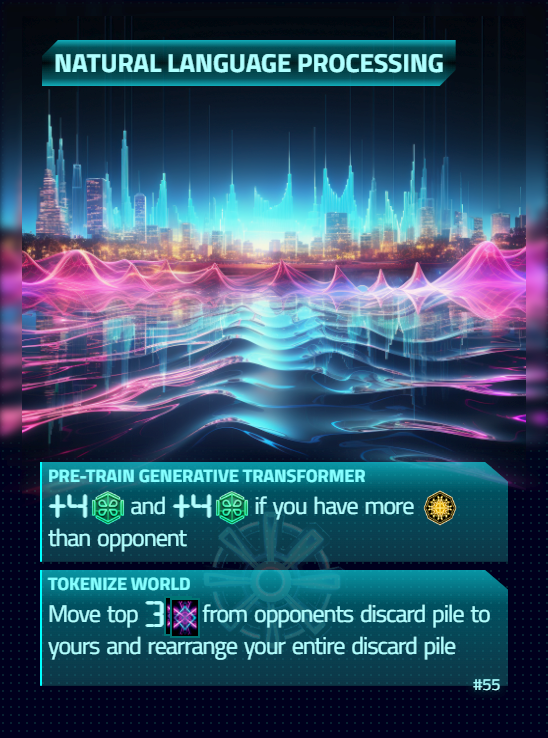 NATURAL LANGUAGE PROCESSING
PRE-TRAIN GENERATIVE TRANSFORMER
+4 and +4 if you have more
than opponent
TOKENIZE WORLD
Move top 3 from opponents discard pile to
yours and rearrange your entire discard pile
#55